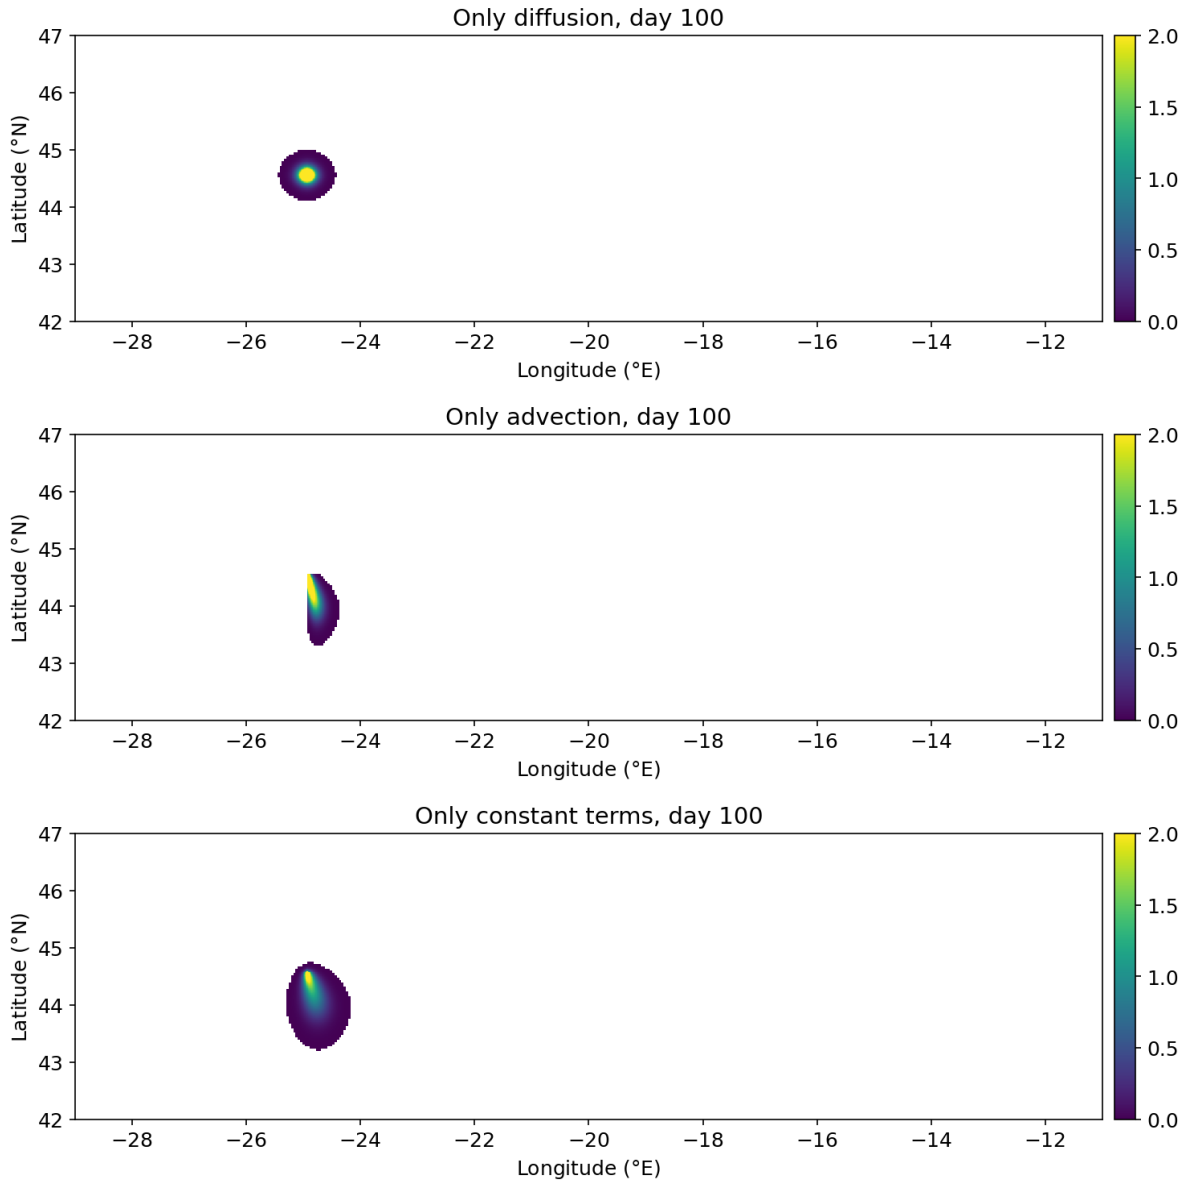 Only diffusion, day 100
47
46
45
44
43
42
Latitude (°N)
−28 −26 −24 −22 −20 −18 −16 −14 −12
Longitude (°E)
2.0
1.5
1.0
0.5
0.0
Only advection, day 100
47
46
45
44
43
42
Latitude (°N)
−28 −26 −24 −22 −20 −18 −16 −14 −12
Longitude (°E)
2.0
1.5
1.0
0.5
0.0
Only constant terms, day 100
47
46
45
44
43
42
Latitude (°N)
−28 −26 −24 −22 −20 −18 −16 −14 −12
Longitude (°E)
2.0
1.5
1.0
0.5
0.0